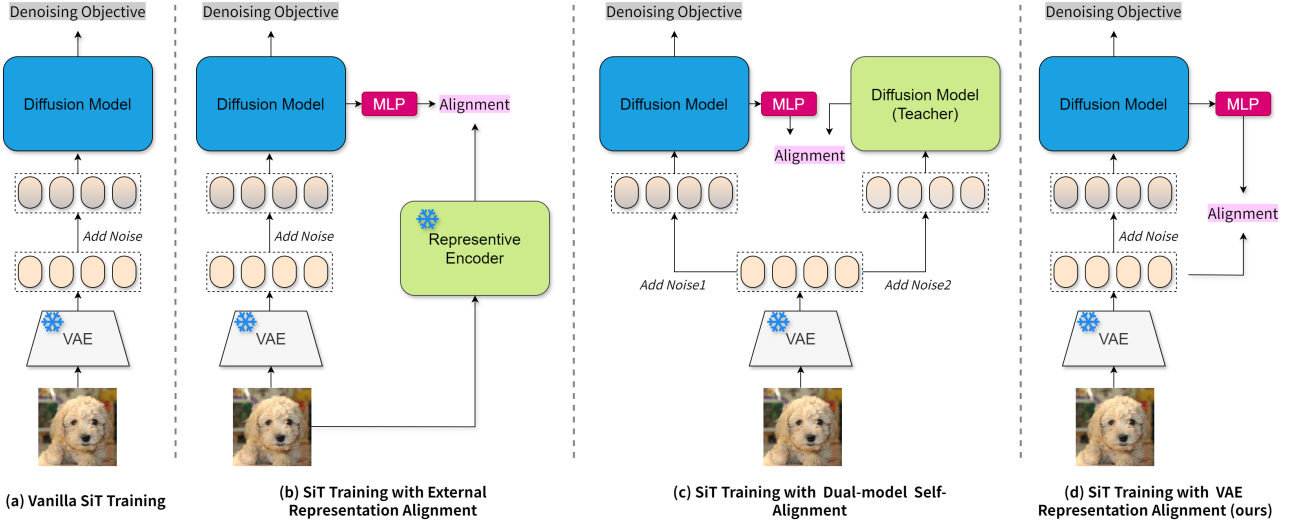 Denoising Objective
Diffusion Model
Add Noise
VAE
(a) Vanilla SiT Training
Denoising Objective
Diffusion Model
MLP
Alignment
Representive
Encoder
Add Noise
VAE
(b) SiT Training with External
Representation Alignment
Denoising Objective
Diffusion Model
MLP
Diffusion Model
(Teacher)
Alignment
Add Noise1
Add Noise2
VAE
(c) SiT Training with Dual-model Self-
Alignment
Denoising Objective
Diffusion Model
MLP
Alignment
Add Noise
VAE
(d) SiT Training with VAE
Representation Alignment (ours)